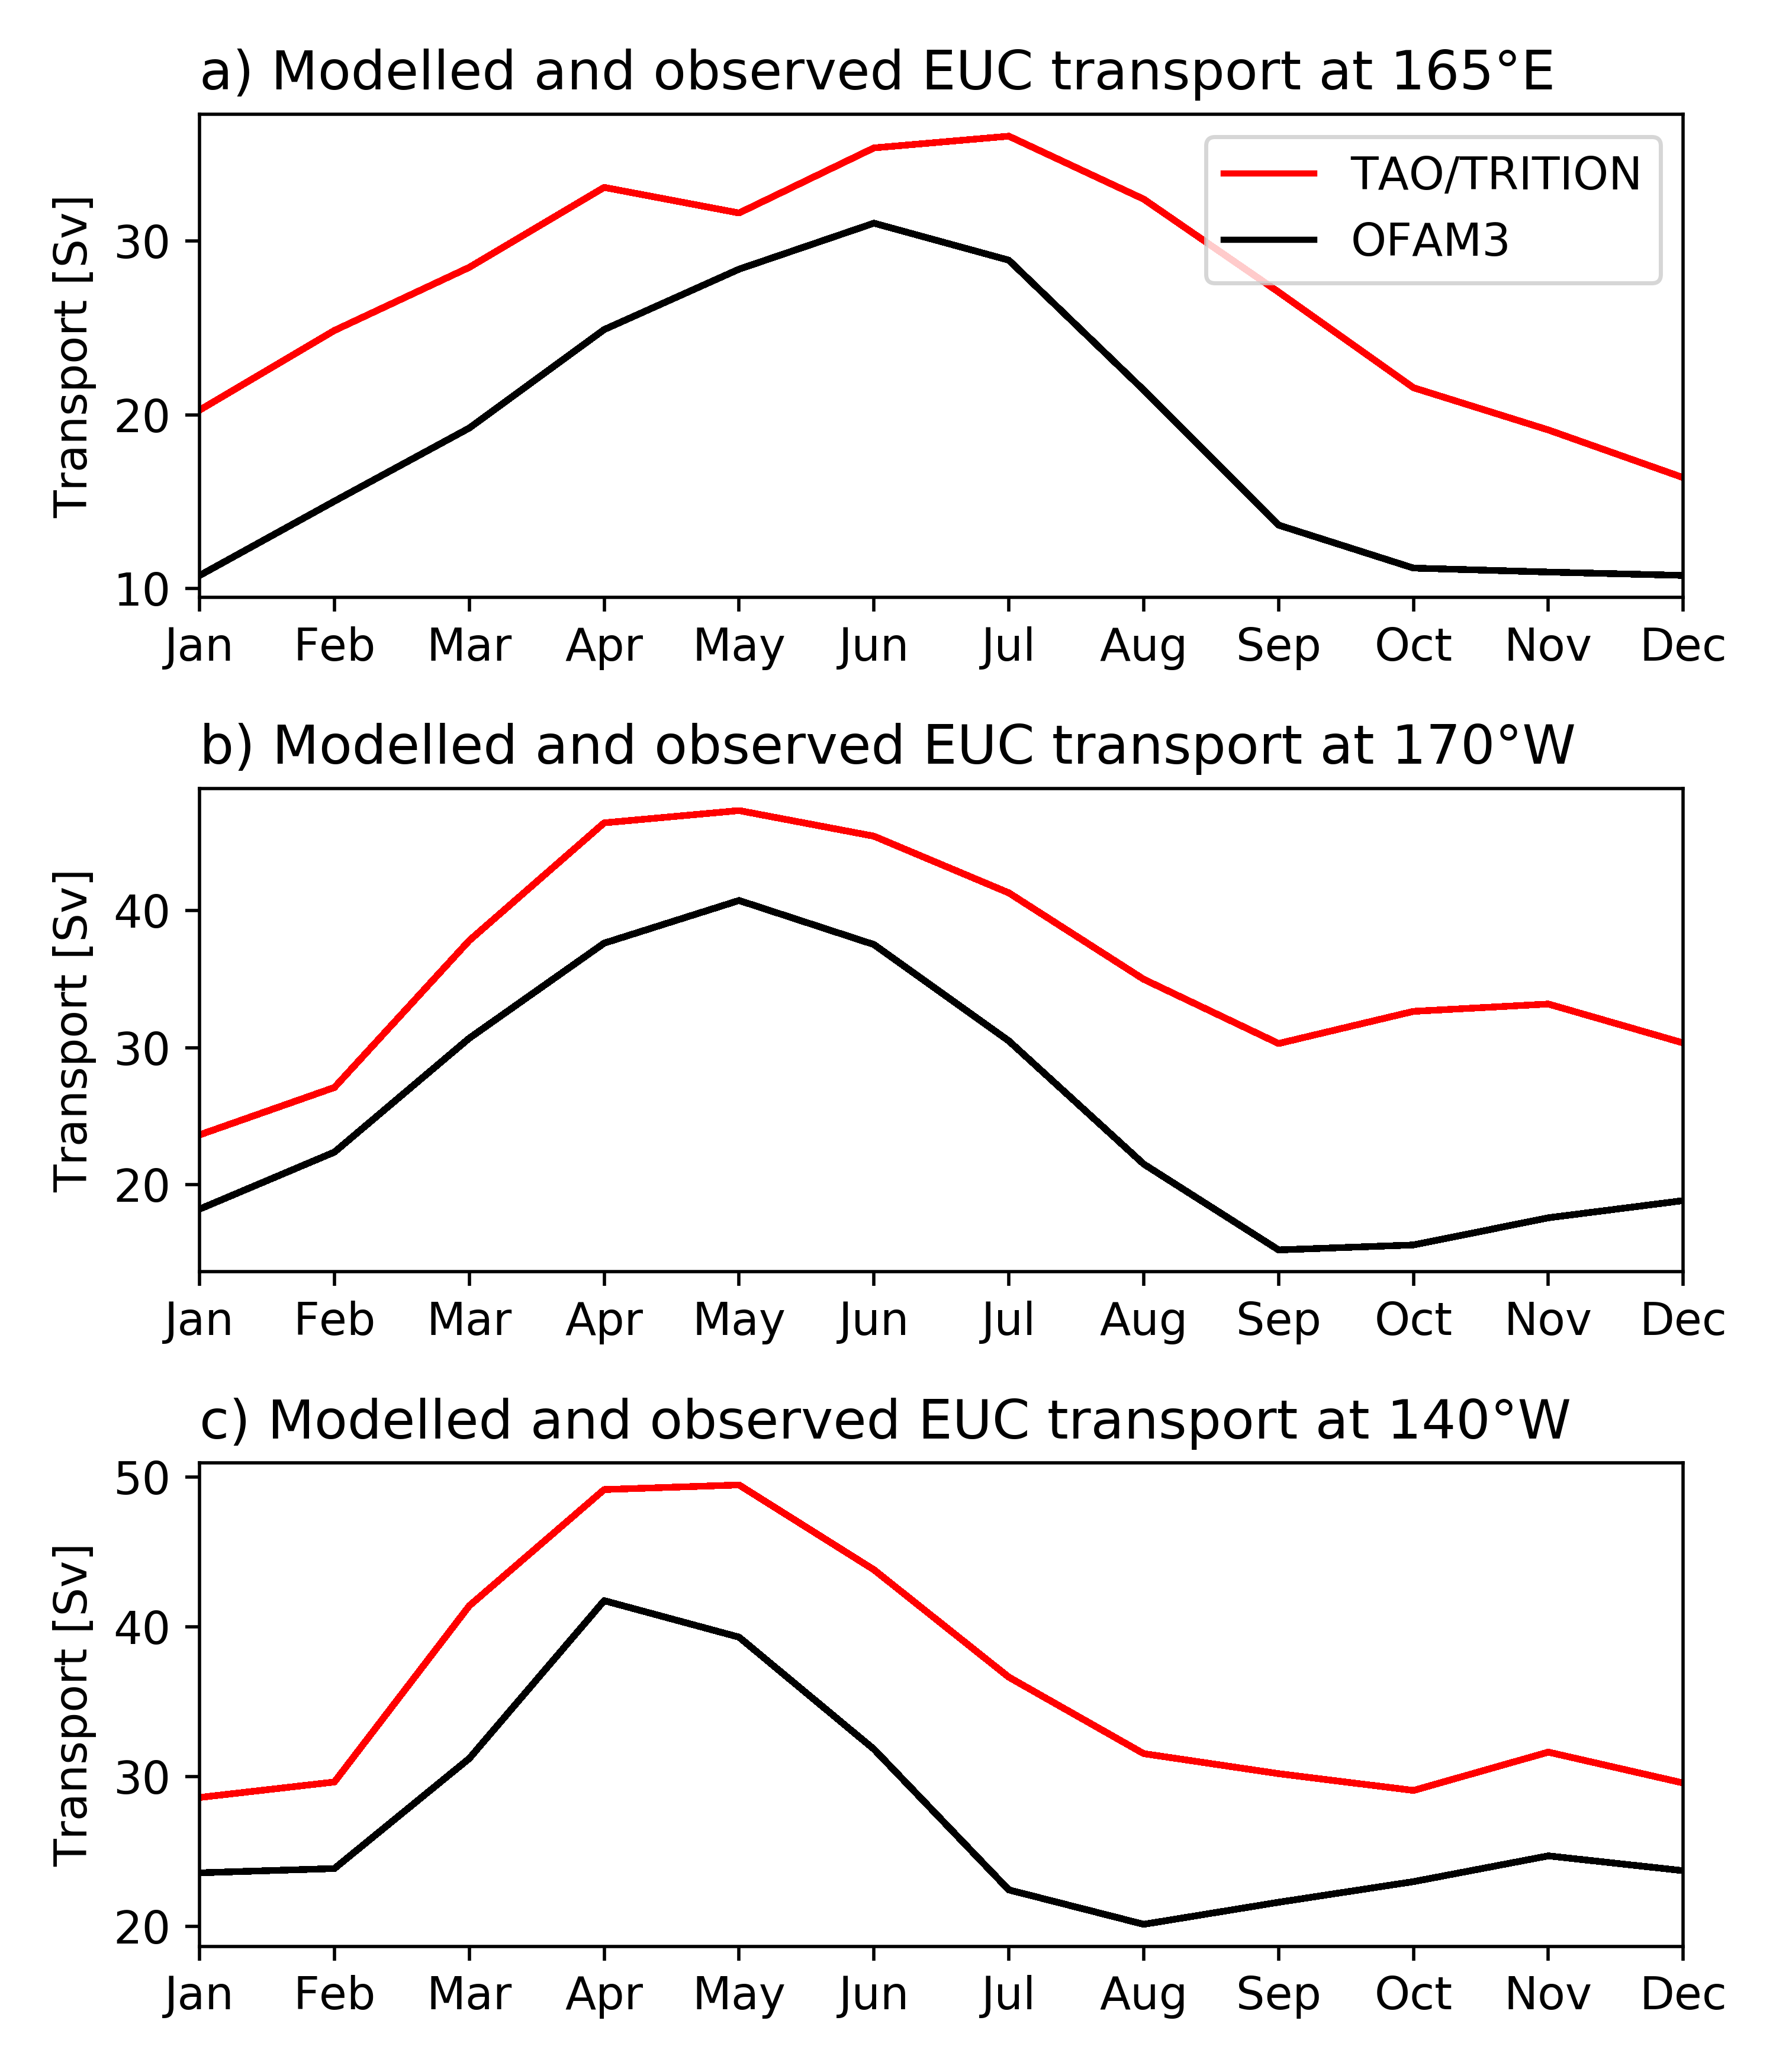 a) Modelled and observed EUC transport at 165°E
Transport [Sv]
30
20
10
TAO/TRITION
OFAM3
Jan Feb Mar Apr May Jun Jul Aug Sep Oct Nov Dec
b) Modelled and observed EUC transport at 170°W
Transport [Sv]
40
30
20
Jan Feb Mar Apr May Jun Jul Aug Sep Oct Nov Dec
c) Modelled and observed EUC transport at 140°W
Transport [Sv]
50
40
30
20
Jan Feb Mar Apr May Jun Jul Aug Sep Oct Nov Dec